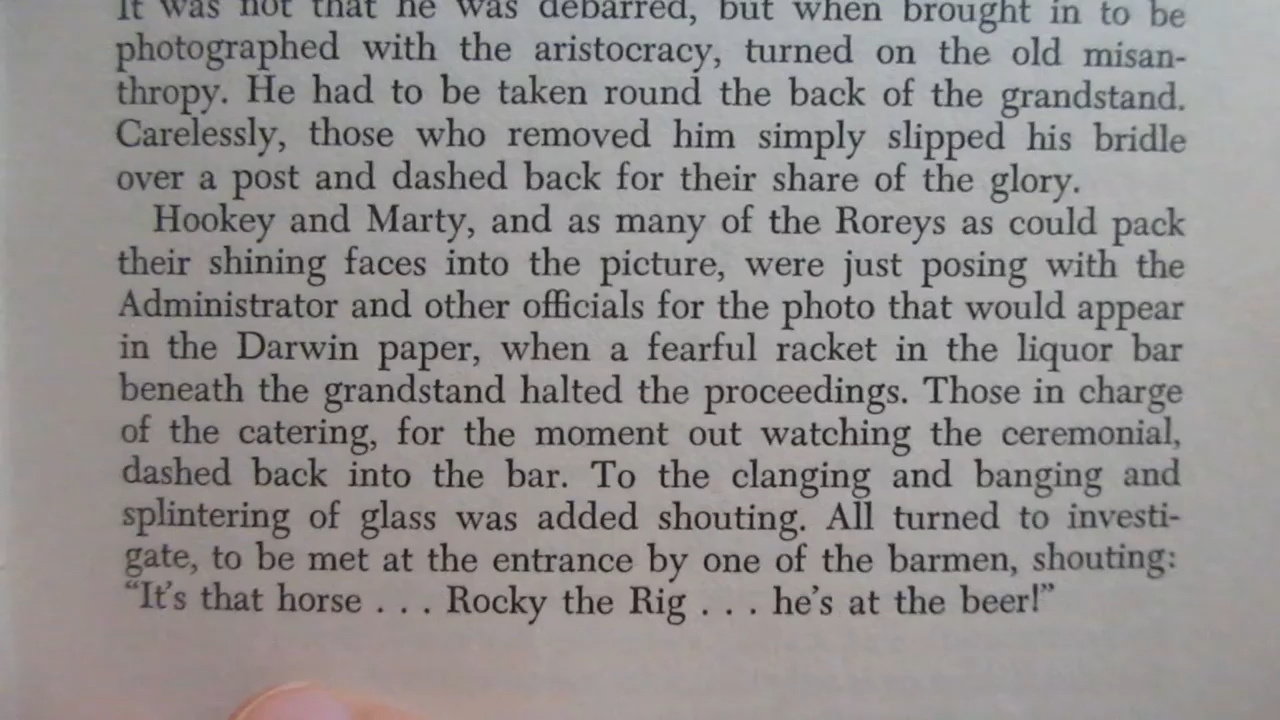 It was not that he was debarred, but when brought in to be
photographed with the aristocracy, turned on the old misan-
thropy. He had to be taken round the back of the grandstand.
Carelessly, those who removed him simply slipped his bridle
over a post and dashed back for their share of the glory.
Hookey and Marty, and as many of the Roreys as could pack
their shining faces into the picture, were just posing with the
Administrator and other officials for the photo that would appear
in the Darwin paper, when a fearful racket in the liquor bar
beneath the grandstand halted the proceedings. Those in charge
of the catering, for the moment out watching the ceremonial,
dashed back into the bar. To the clanging and banging and
splintering of glass was added shouting. All turned to investi-
gate, to be met at the entrance by one of the barmen, shouting:
“It's that horse . . . Rocky the Rig . . . he's at the beer!”